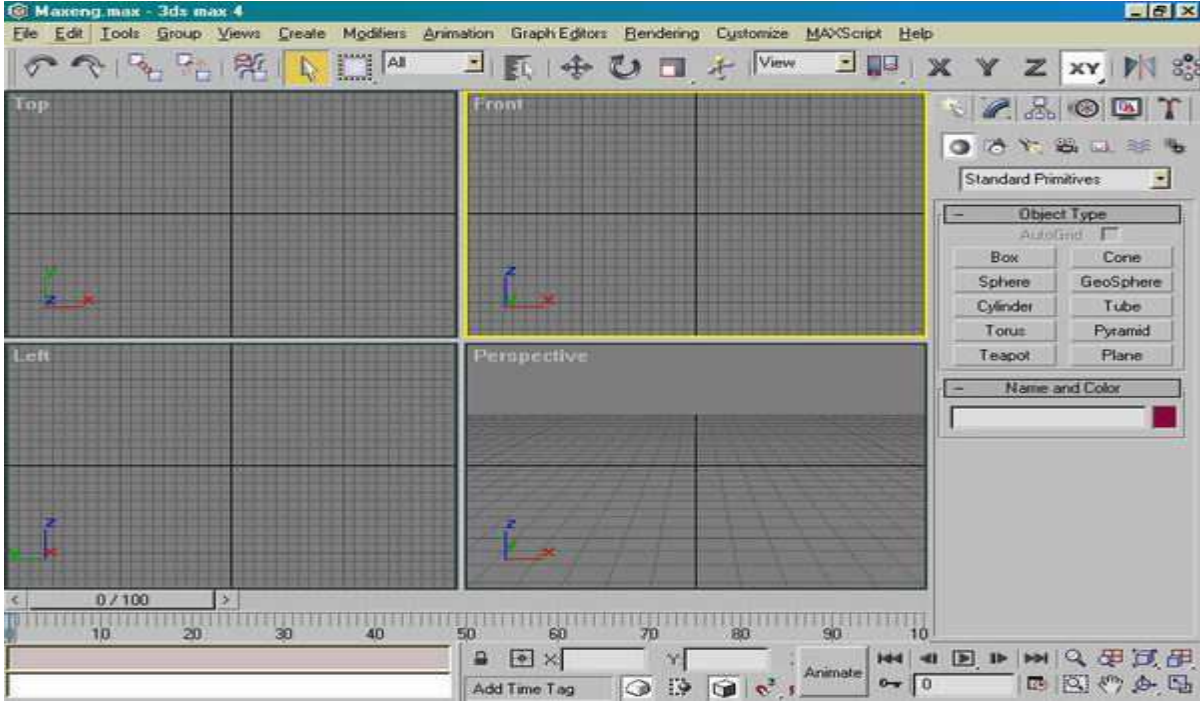 Maxeng.max - 3ds max 4
File Edit Tools Group Views Create Modifiers Animation Graph Editors Rendering Customize MAXScript Help
All View X Y Z XY
Top Front
y z x
z x
Standard Primitives
- Object Type
AutoGrid
Box Cone
Sphere GeoSphere
Cylinder Tube
Torus Pyramid
Teapot Plane
- Name and Color
Left Perspective
z x
z x
< 0 / 100 >
0 10 20 30 40 50 60 70 80 90 10
X: Y: Animate
Add Time Tag 0